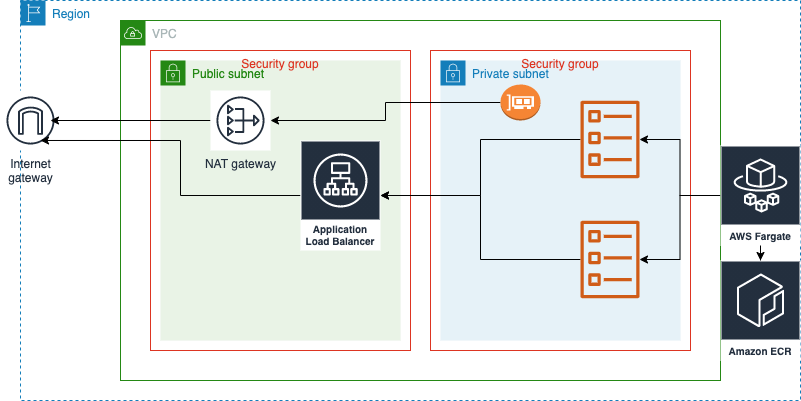 Region
VPC
Security group
Public subnet
Security group
Private subnet
Internet
gateway
NAT gateway
Application
Load Balancer
AWS Fargate
Amazon ECR